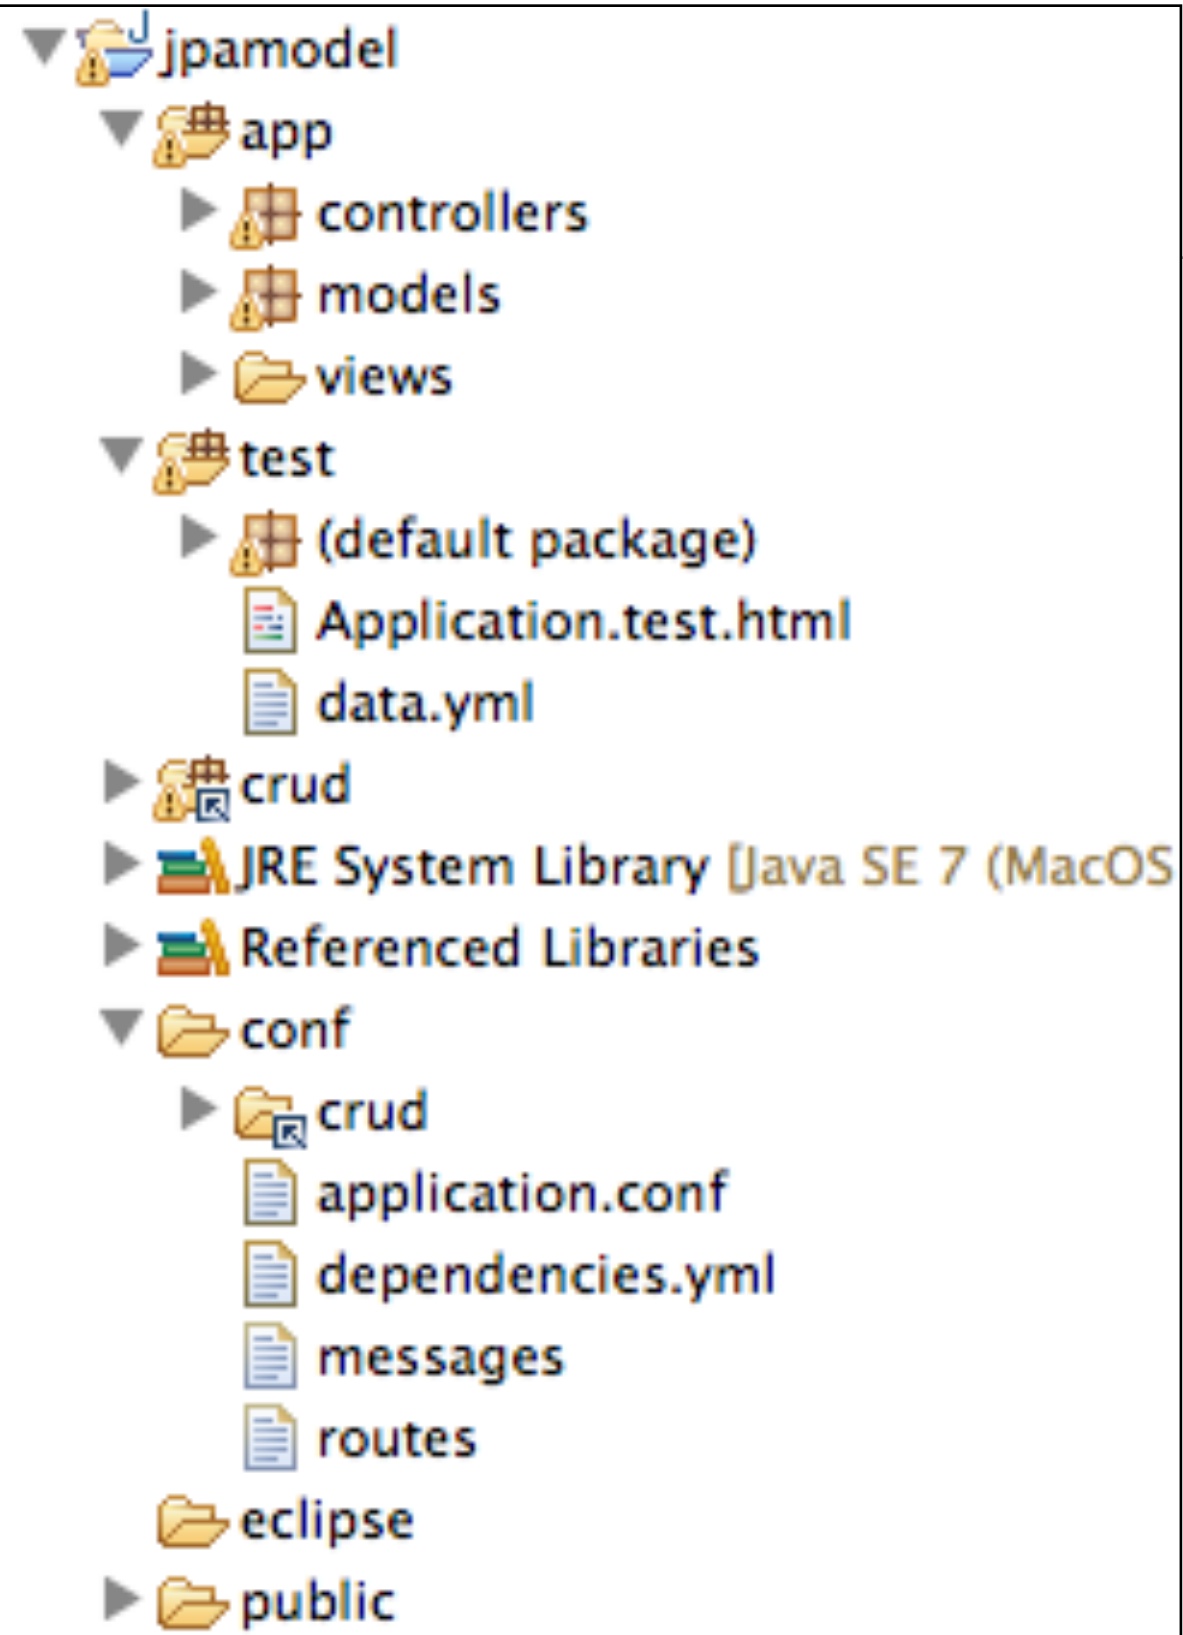 jpamodel
app
controllers
models
views
test
(default package)
Application.test.html
data.yml
crud
JRE System Library [Java SE 7 (MacOS
Referenced Libraries
conf
crud
application.conf
dependencies.yml
messages
routes
eclipse
public